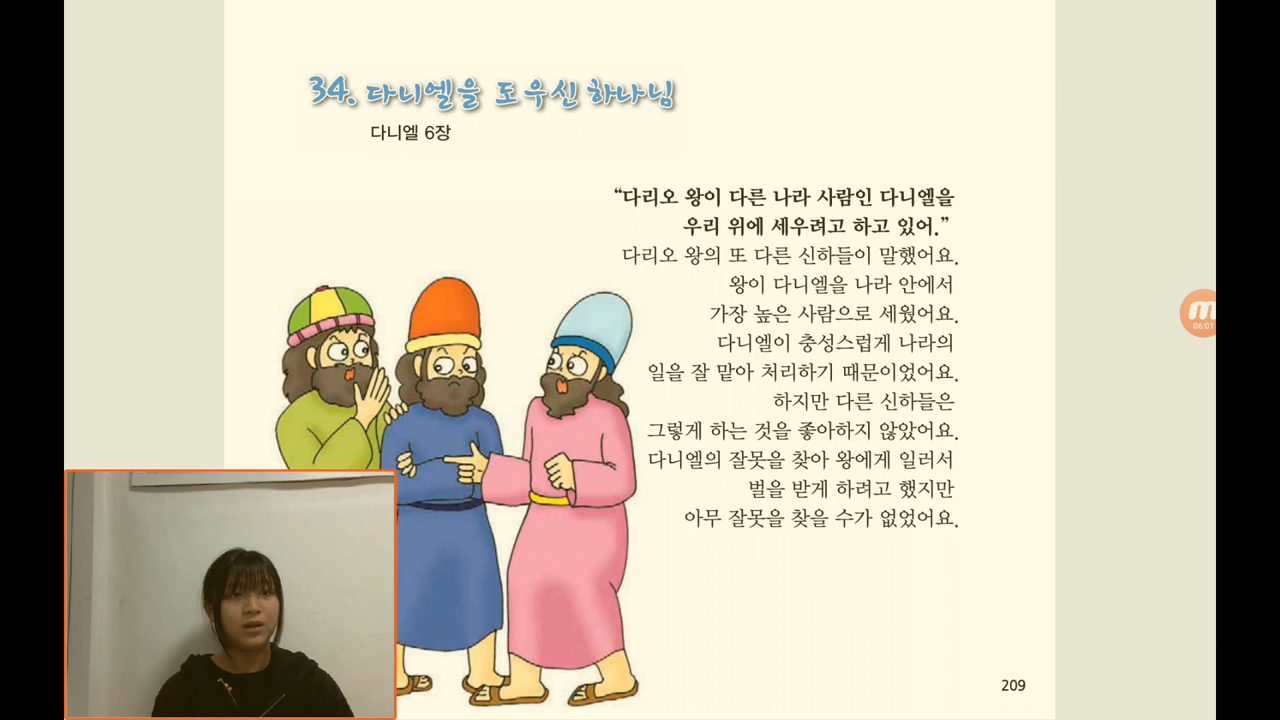 34. 다니엘을 도우신 하나님
다니엘 6장
“다리오 왕이 다른 나라 사람인 다니엘을
우리 위에 세우려고 하고 있어.”
다리오 왕의 또 다른 신하들이 말했어요.
왕이 다니엘을 나라 안에서
가장 높은 사람으로 세웠어요.
다니엘이 충성스럽게 나라의
일을 잘 맡아 처리하기 때문이었어요.
하지만 다른 신하들은
그렇게 하는 것을 좋아하지 않았어요.
다니엘의 잘못을 찾아 왕에게 일러서
벌을 받게 하려고 했지만
아무 잘못을 찾을 수가 없었어요.
209
06:01